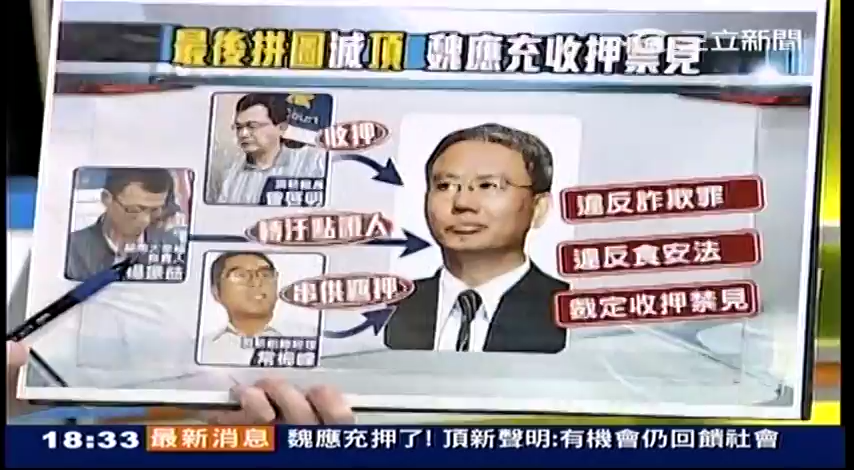 最後拼圖滅頂 魏應充收押禁見
立新聞
收押
轉汙點證人
串供羈押
常梅峰
違反詐欺罪
違反食安法
裁定收押禁見
18:33 最新消息 魏應充押了! 頂新聲明:有機會仍回饋社會